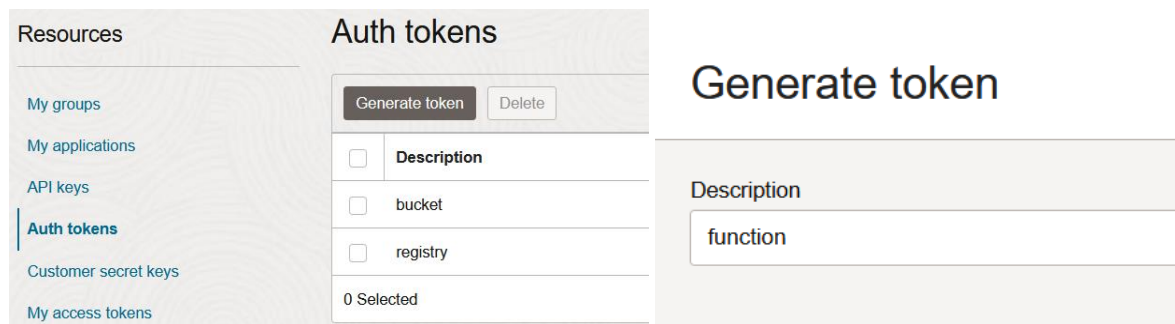 Resources
My groups
My applications
API keys
Auth tokens
Customer secret keys
My access tokens
Auth tokens
Generate token
Delete
Description
bucket
registry
0 Selected
Generate token
Description
function